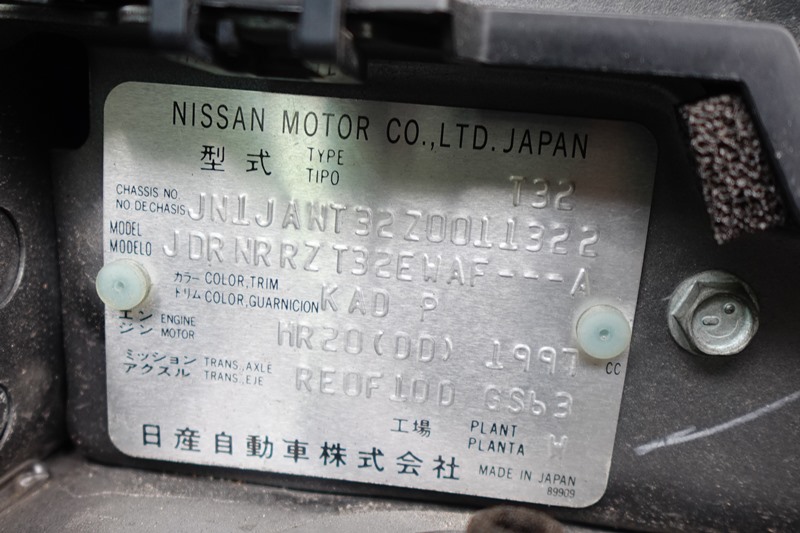 NISSAN MOTOR CO.,LTD. JAPAN
型式 TYPE TIPO T32
CHASSIS NO. NO DE CHASIS JN1JANT32Z0011322
MODEL MODELO JDRNRRZT32EWAF---A
カラー COLOR,TRIM
トリム COLOR,GUARNICION KAD P
エンジン ENGINE MOTOR MR20(DD) 1997 CC
ミッション TRANS.,AXLE
アクスル TRANS.,EJE RE0F10D GS63
工場 PLANT PLANTA W
日産自動車株式会社 MADE IN JAPAN
89909